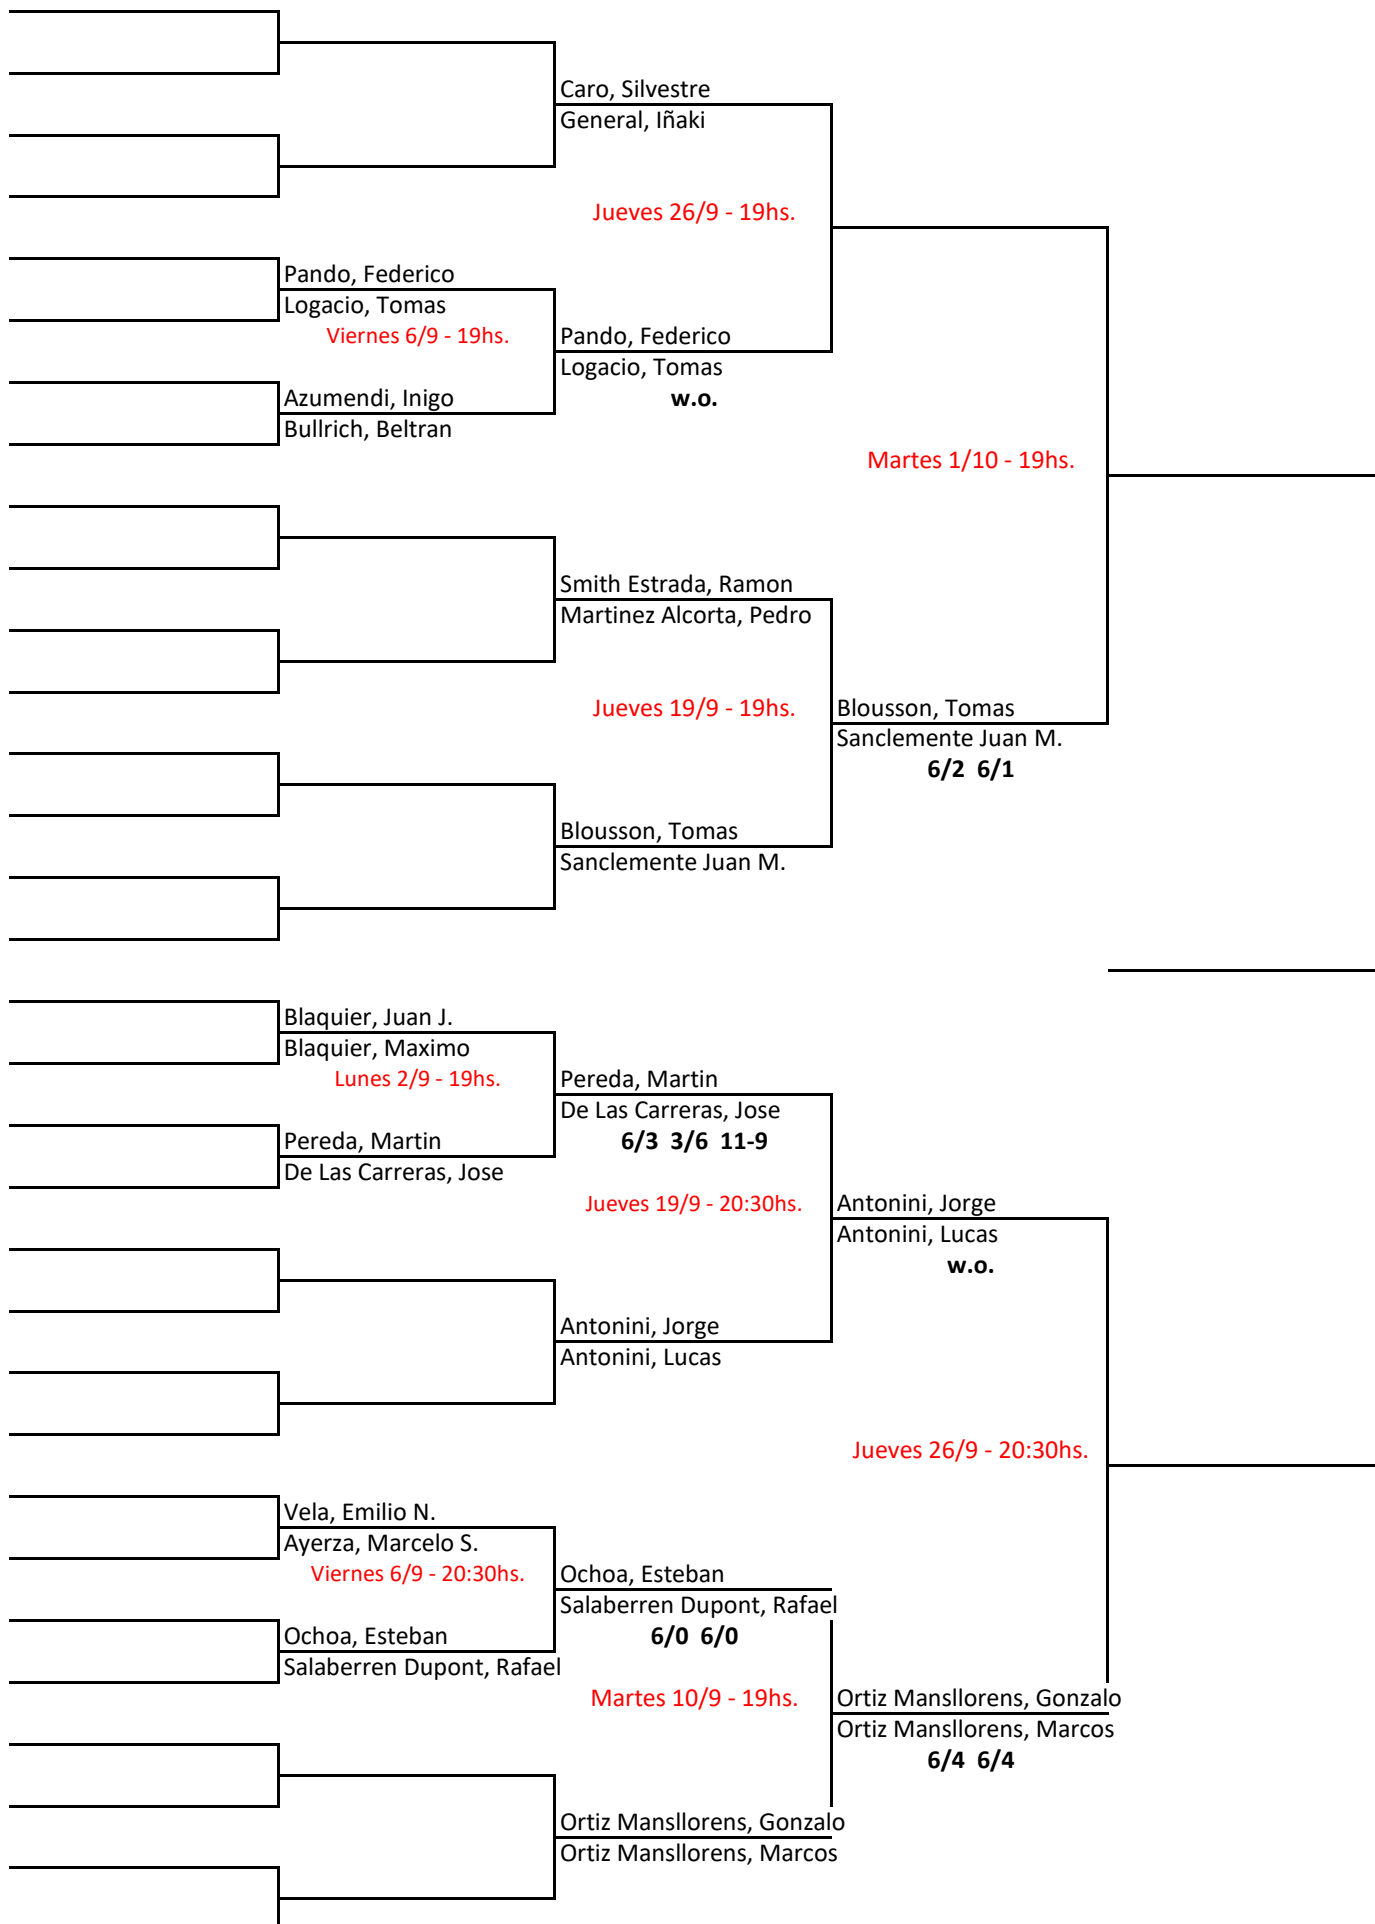 Caro, Silvestre
General, Iñaki
Jueves 26/9 - 19hs.
Pando, Federico
Logacio, Tomas
Viernes 6/9 - 19hs.
Pando, Federico
Logacio, Tomas
w.o.
Azumendi, Inigo
Bullrich, Beltran
Martes 1/10 - 19hs.
Smith Estrada, Ramon
Martinez Alcorta, Pedro
Jueves 19/9 - 19hs.
Blousson, Tomas
Sanclemente Juan M.
6/2 6/1
Blousson, Tomas
Sanclemente Juan M.
Blaquier, Juan J.
Blaquier, Maximo
Lunes 2/9 - 19hs.
Pereda, Martin
De Las Carreras, Jose
6/3 3/6 11-9
Pereda, Martin
De Las Carreras, Jose
Jueves 19/9 - 20:30hs.
Antonini, Jorge
Antonini, Lucas
w.o.
Antonini, Jorge
Antonini, Lucas
Jueves 26/9 - 20:30hs.
Vela, Emilio N.
Ayerza, Marcelo S.
Viernes 6/9 - 20:30hs.
Ochoa, Esteban
Salaberren Dupont, Rafael
6/0 6/0
Ochoa, Esteban
Salaberren Dupont, Rafael
Martes 10/9 - 19hs.
Ortiz Mansllorens, Gonzalo
Ortiz Mansllorens, Marcos
6/4 6/4
Ortiz Mansllorens, Gonzalo
Ortiz Mansllorens, Marcos